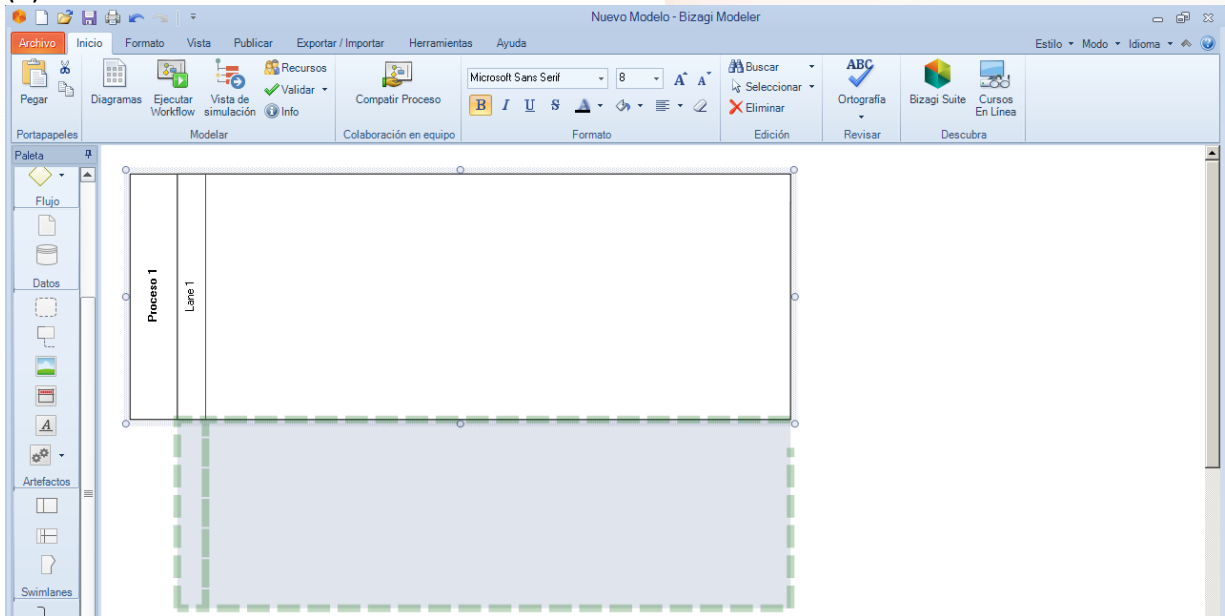 Nuevo Modelo - Bizagi Modeler
Archivo Inicio Formato Vista Publicar Exportar / Importar Herramientas Ayuda Estilo Modo Idioma
Pegar
Diagramas
Ejecutar Workflow
Vista de simulación
Recursos
Validar
Info
Compatir Proceso
Microsoft Sans Serif 8 A A
B I U S A
Buscar
Seleccionar
Eliminar
ABC
Ortografía
Bizagi Suite
Cursos En Línea
Portapapeles Modelar Colaboración en equipo Formato Edición Revisar Descubra
Paleta
Flujo
Datos
A
Artefactos
Swimlanes
Proceso 1
Lane 1